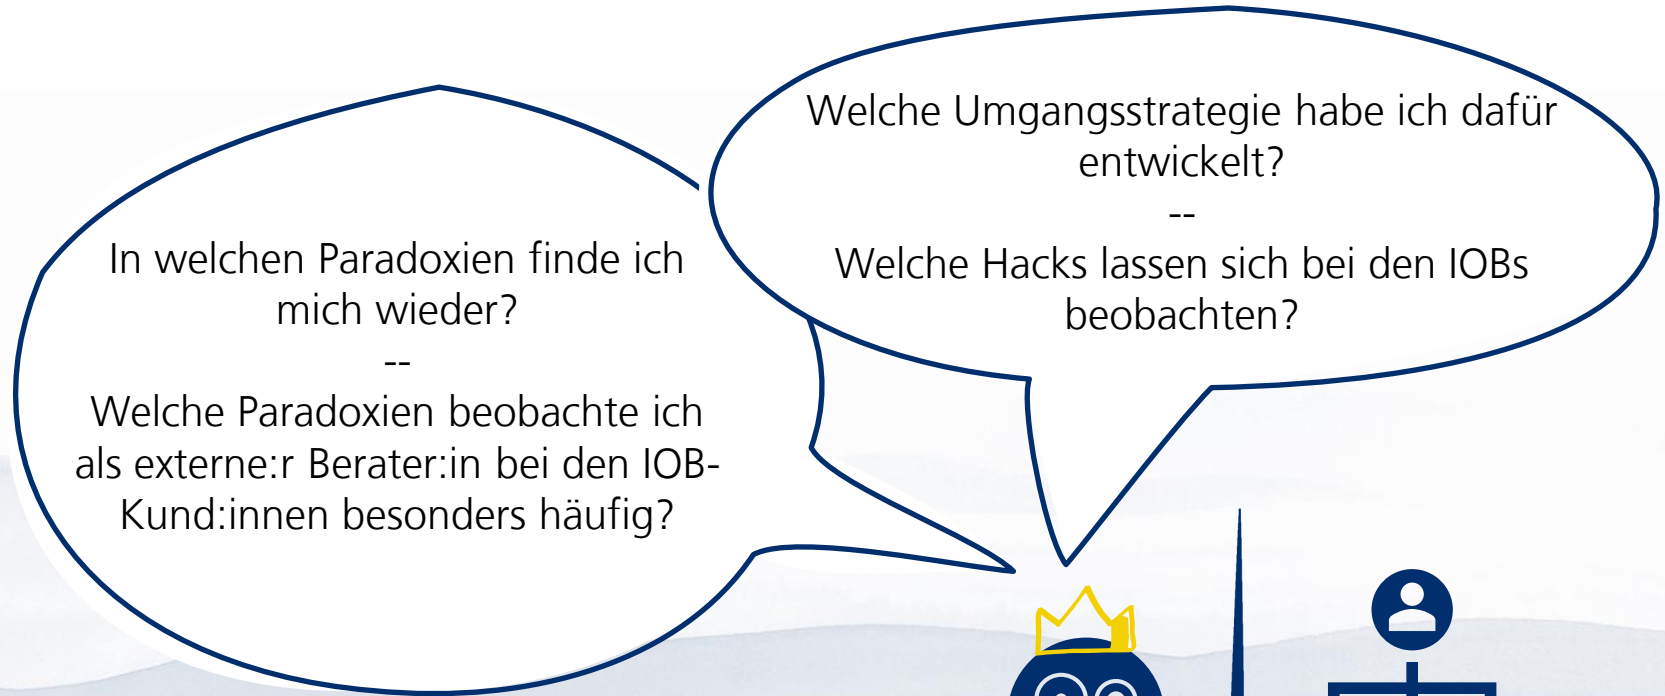 In welchen Paradoxien finde ich
mich wieder?
--
Welche Paradoxien beobachte ich
als externe:r Berater:in bei den IOB-
Kund:innen besonders häufig?
Welche Umgangsstrategie habe ich dafür
entwickelt?
--
Welche Hacks lassen sich bei den IOBs
beobachten?